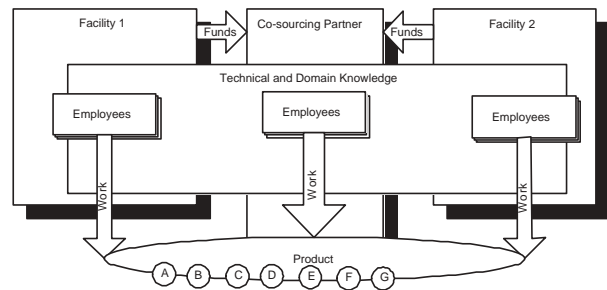 Facility 1
Co-sourcing Partner
Facility 2
Funds
Funds
Technical and Domain Knowledge
Employees
Employees
Employees
Work
Work
Work
Product
A B C D E F G